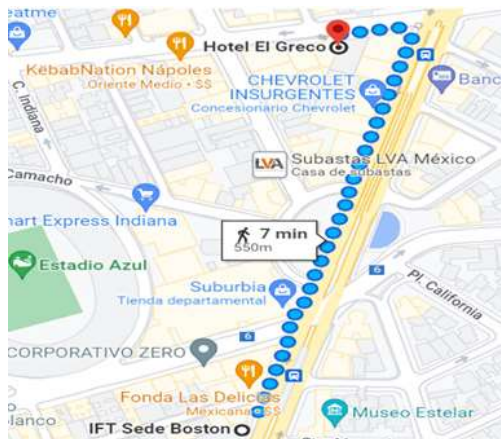 eatme
Hotel El Greco
KebabNation Nápoles
Oriente Medio • $$
C. Indiana
CHEVROLET
INSURGENTES
Concesionario Chevrolet
Banc
LVA
Subastas LVA México
Casa de subastas
Camacho
mart Express Indiana
7 min
550m
Estadio Azul
Suburbia
Tienda departamental
6
Pl. California
6
CORPORATIVO ZERO
Fonda Las Delicias
Mexicana • $$
Museo Estelar
blanco
IFT Sede Boston